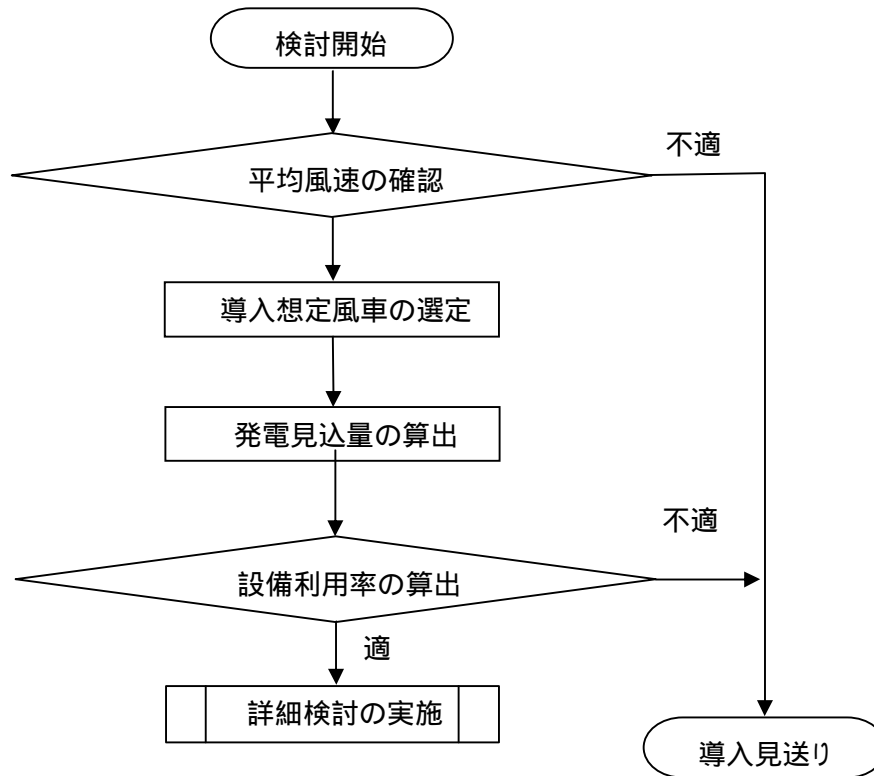 検討開始
不適
平均風速の確認
導入想定風車の選定
発電見込量の算出
不適
設備利用率の算出
適
詳細検討の実施
導入見送り